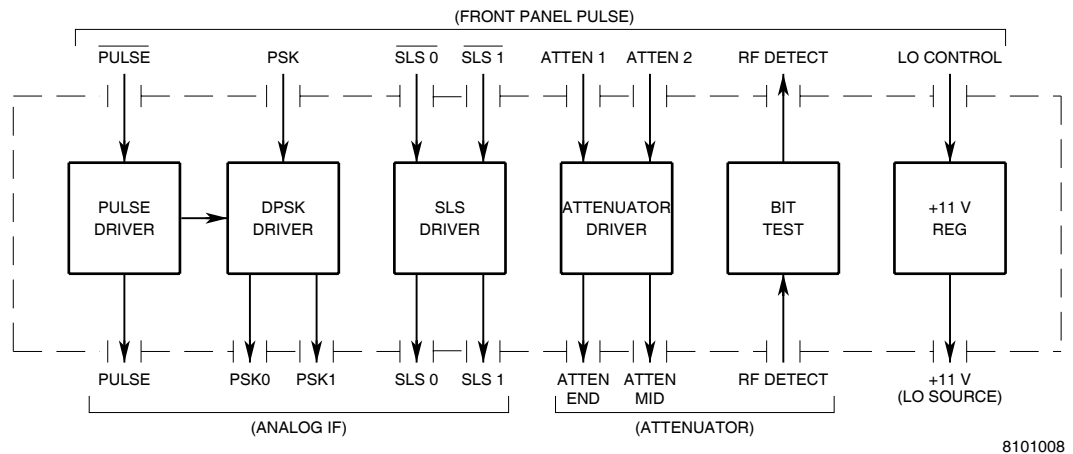 (FRONT PANEL PULSE)
PULSE PSK SLS 0 SLS 1 ATTEN 1 ATTEN 2 RF DETECT LO CONTROL
PULSE
DRIVER
DPSK
DRIVER
SLS
DRIVER
ATTENUATOR
DRIVER
BIT
TEST
+11 V
REG
PULSE PSK0 PSK1 SLS 0 SLS 1
ATTEN
END
ATTEN
MID
RF DETECT
+11 V
(LO SOURCE)
(ANALOG IF)
(ATTENUATOR)
8101008